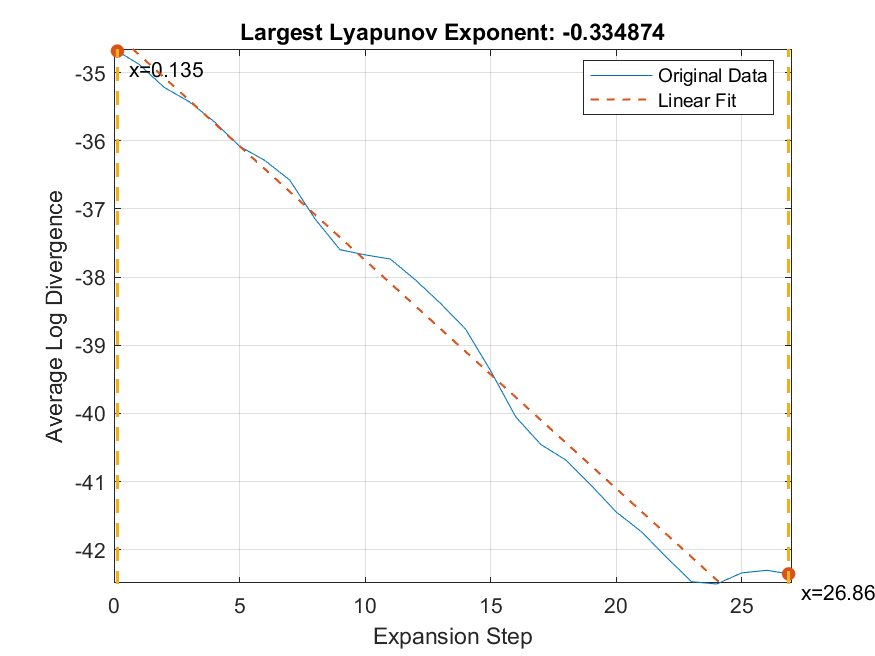 Largest Lyapunov Exponent: -0.334874
Original Data
Linear Fit
x=0.135
-35
-36
-37
-38
-39
-40
-41
-42
Average Log Divergence
0 5 10 15 20 25
x=26.86
Expansion Step